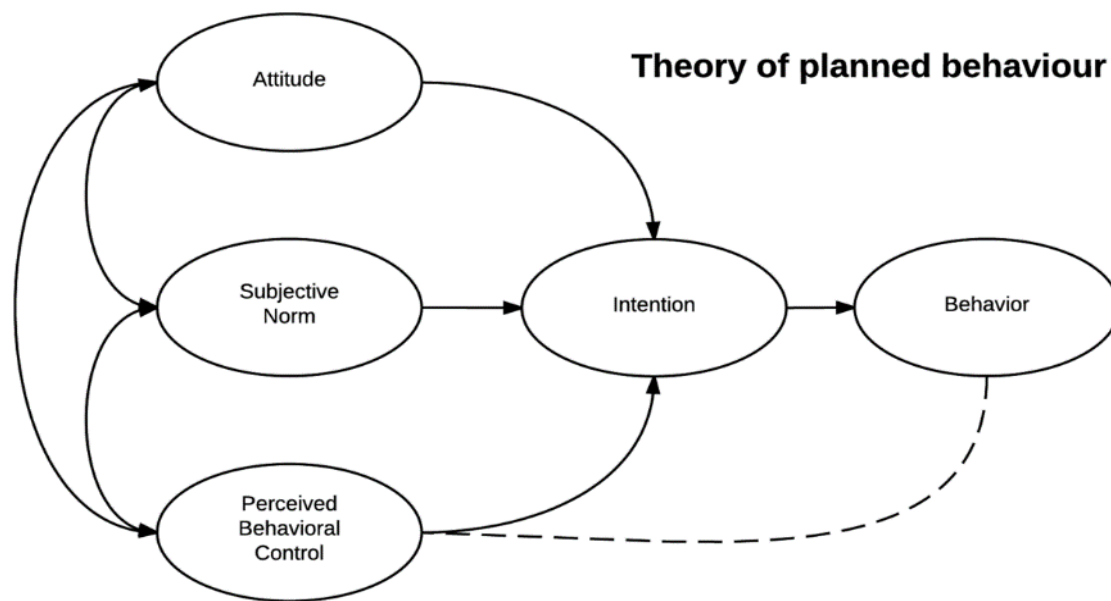 Theory of planned behaviour
Attitude
Subjective
Norm
Intention
Behavior
Perceived
Behavioral
Control